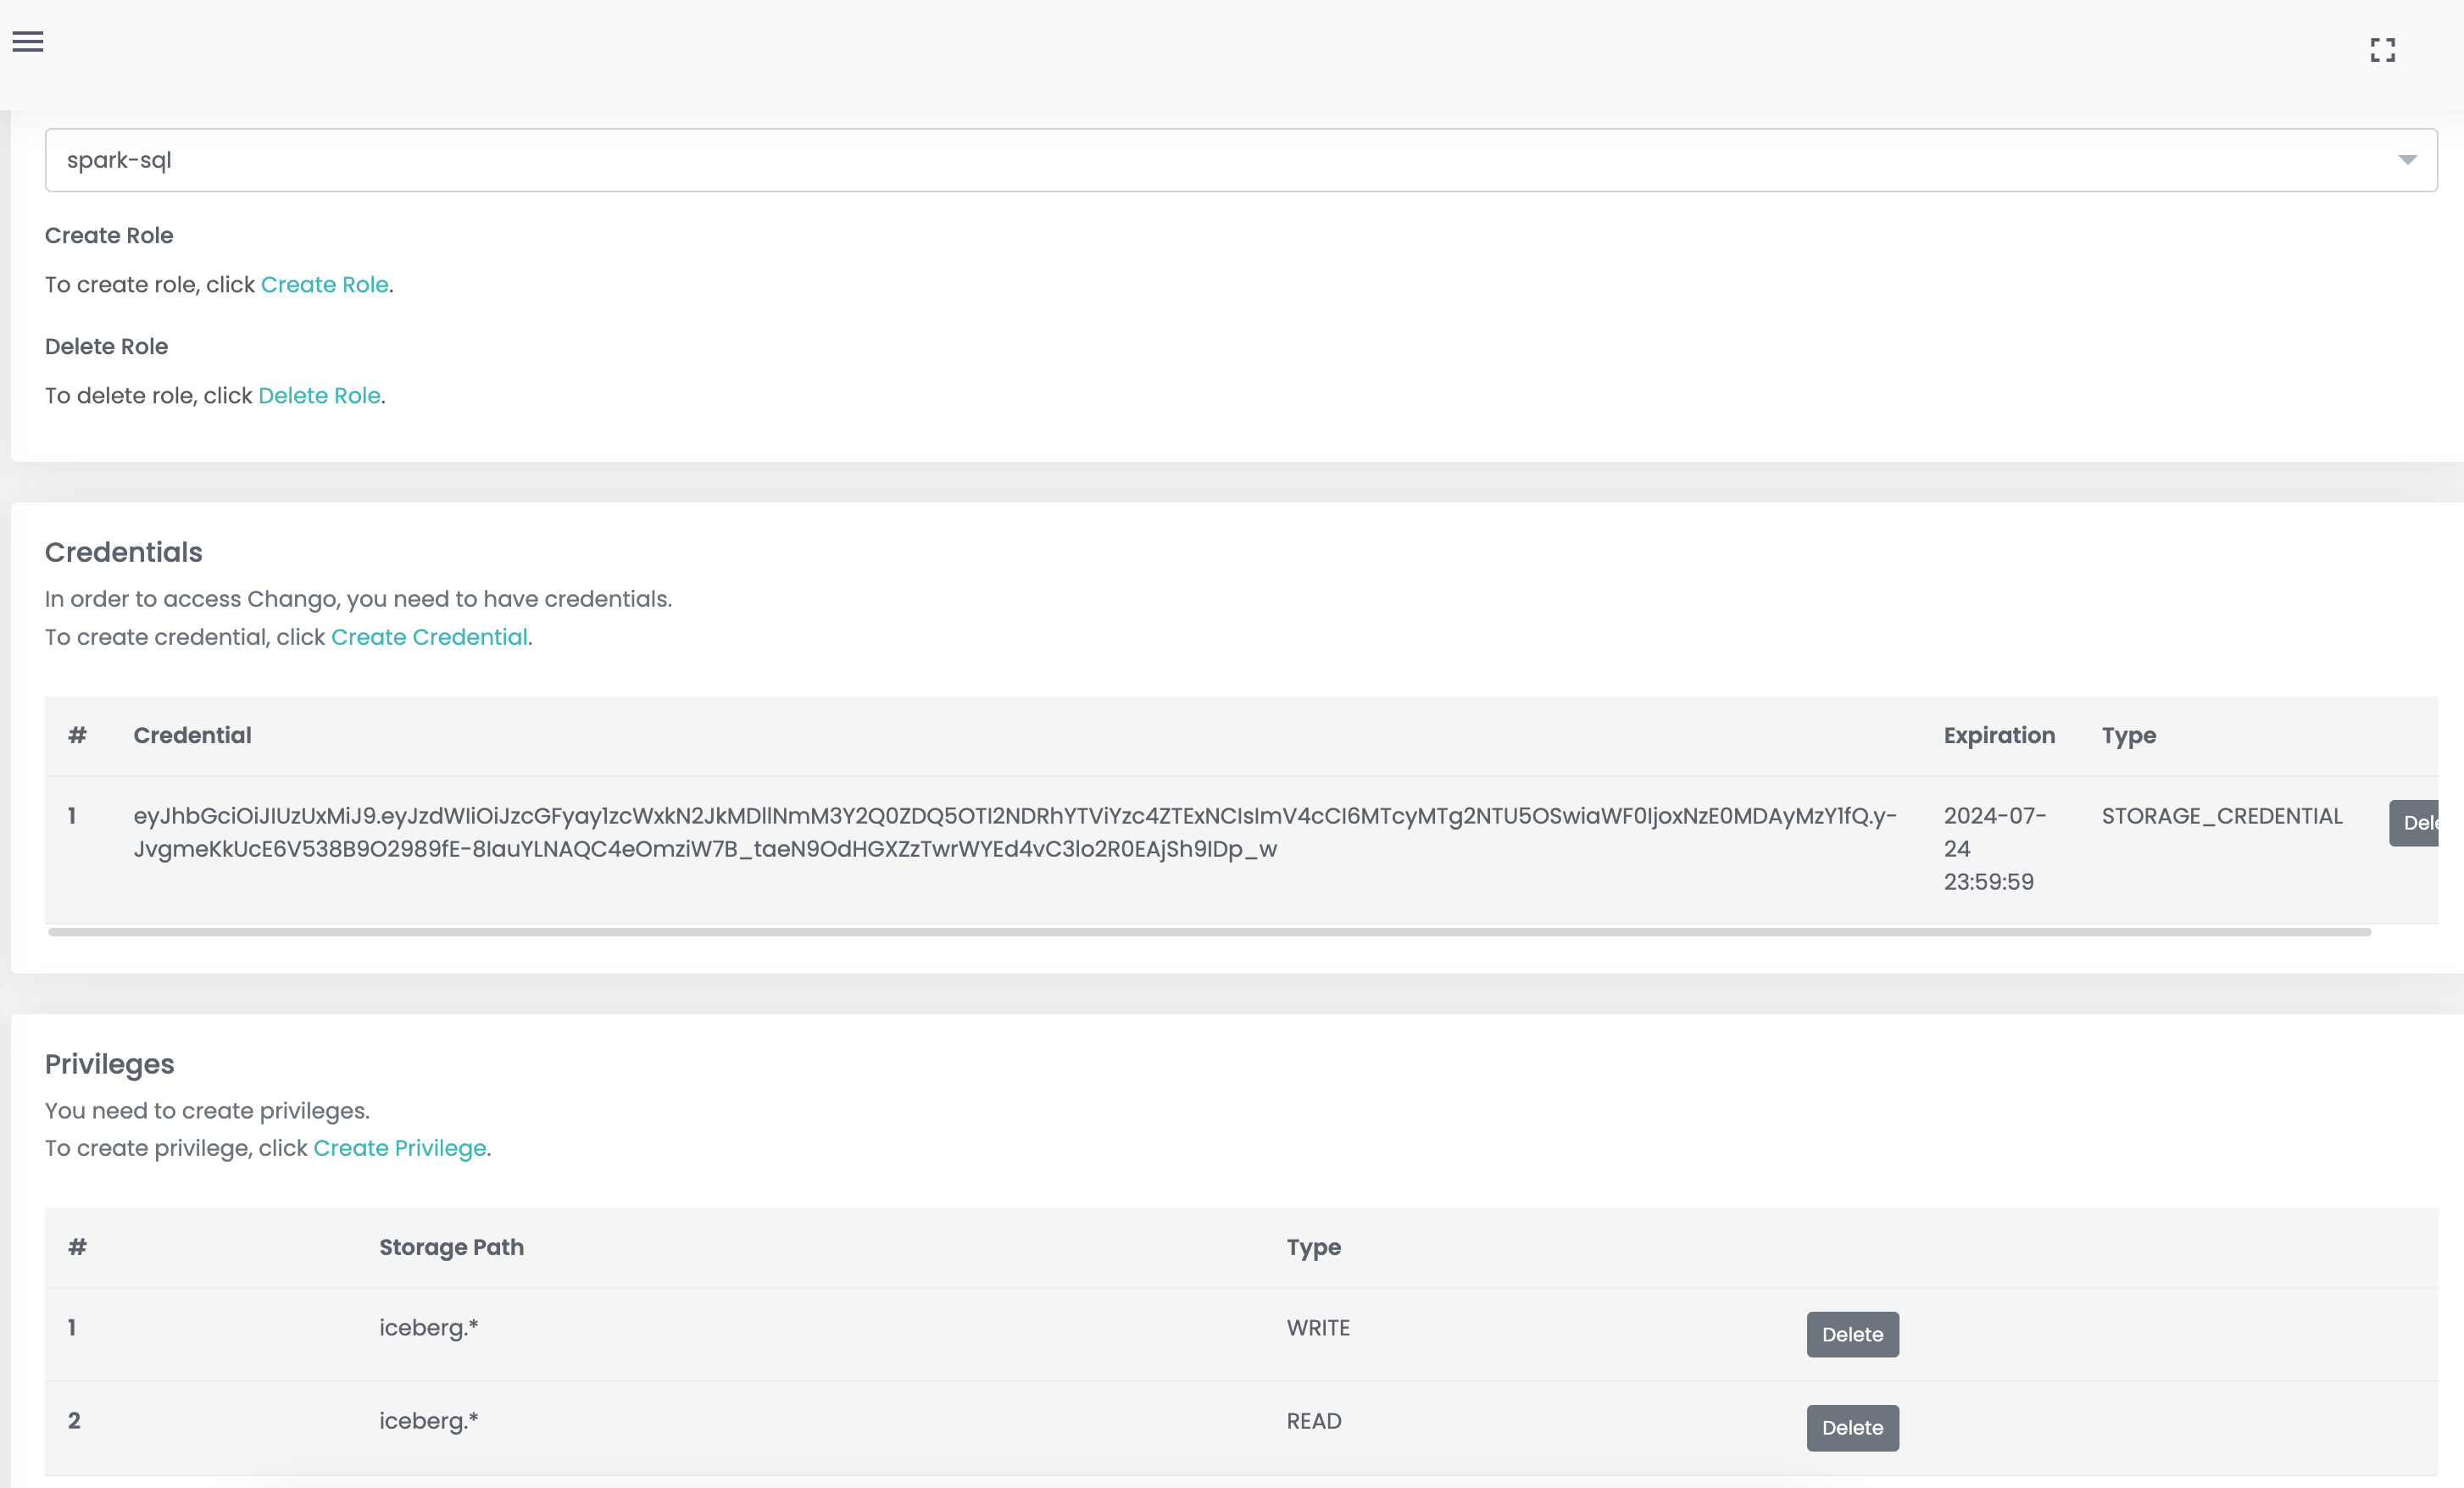 spark-sql
Create Role
To create role, click Create Role.
Delete Role
To delete role, click Delete Role.
Credentials
In order to access Chango, you need to have credentials.
To create credential, click Create Credential.
# Credential Expiration Type
1 eyJhbGciOiJIUzUxMiJ9.eyJzdWIiOiJzcGFyay1zcWxkN2JkMDllNmM3Y2Q0ZDQ5OTI2NDRhYTViYzc4ZTExNCIsImV4cCI6MTcyMTg2NTU5OSwiaWF0IjoxNzE0MDAyMzY1fQ.y- 2024-07- STORAGE_CREDENTIAL Dele
JvgmeKkUcE6V538B9O2989fE-8IauYLNAQC4eOmziW7B_taeN9OdHGXZzTwrWYEd4vC3lo2R0EAjSh9IDp_w 24
23:59:59
Privileges
You need to create privileges.
To create privilege, click Create Privilege.
# Storage Path Type
1 iceberg.* WRITE Delete
2 iceberg.* READ Delete